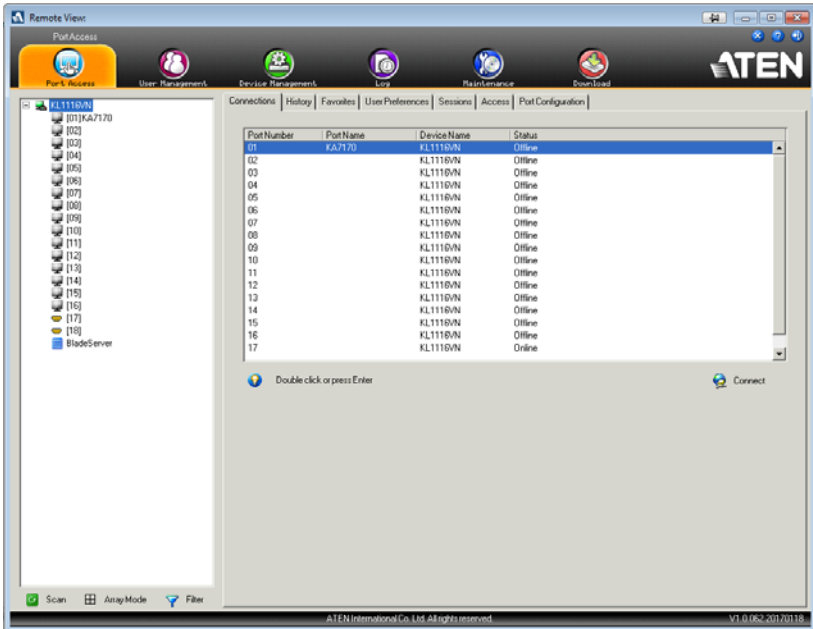 Remote View:
PortAccess
ATEN
Port Access
User Management
Device Management
Log
Maintenance
Download
KL1116VN
[01]KA7170
[02]
[03]
[04]
[05]
[06]
[07]
[08]
[09]
[10]
[11]
[12]
[13]
[14]
[15]
[16]
[17]
[18]
BladeServer
Connections History Favorites User Preferences Sessions Access Port Configuration
Port Number Port Name Device Name Status
01 KA7170 KL1116VN Offline
02 KL1116VN Offline
03 KL1116VN Offline
04 KL1116VN Offline
05 KL1116VN Offline
06 KL1116VN Offline
07 KL1116VN Offline
08 KL1116VN Offline
09 KL1116VN Offline
10 KL1116VN Offline
11 KL1116VN Offline
12 KL1116VN Offline
13 KL1116VN Offline
14 KL1116VN Offline
15 KL1116VN Offline
16 KL1116VN Offline
17 KL1116VN Online
Double click or press Enter
Connect
Scan Array Mode Filter
ATEN International Co. Ltd. All rights reserved.
V1.0.062.20170118